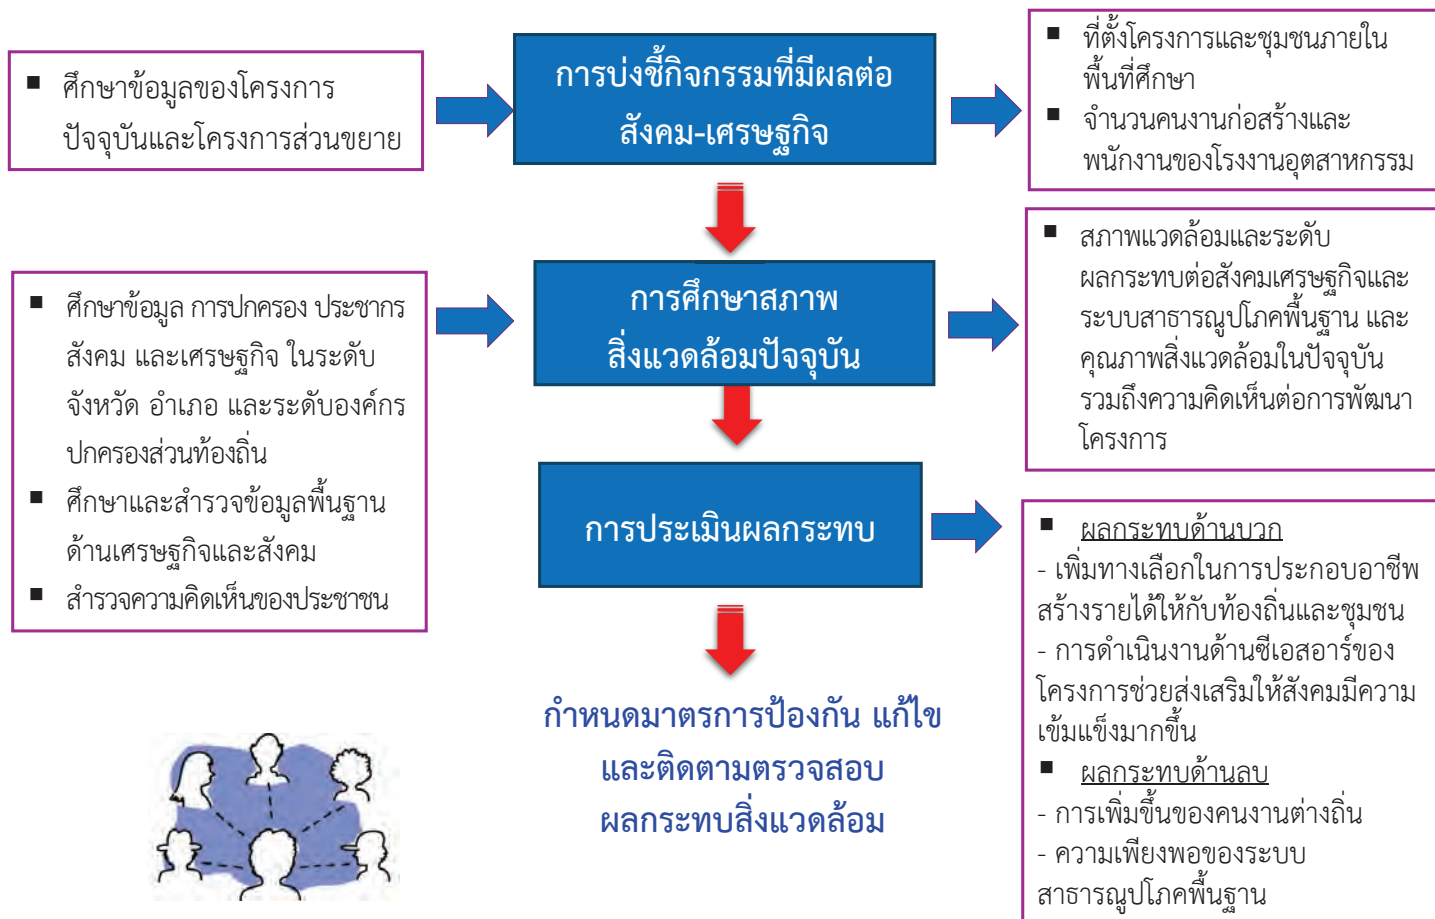 ■ ศึกษาข้อมูลของโครงการ
ปัจจุบันและโครงการส่วนขยาย
การบ่งชี้กิจกรรมที่มีผลต่อ
สังคม-เศรษฐกิจ
■ ที่ตั้งโครงการและชุมชนภายใน
พื้นที่ศึกษา
■ จำนวนคนงานก่อสร้างและ
พนักงานของโรงงานอุตสาหกรรม
■ ศึกษาข้อมูล การปกครอง ประชากร
สังคม และเศรษฐกิจ ในระดับ
จังหวัด อำเภอ และระดับองค์กร
ปกครองส่วนท้องถิ่น
■ ศึกษาและสำรวจข้อมูลพื้นฐาน
ด้านเศรษฐกิจและสังคม
■ สำรวจความคิดเห็นของประชาชน
การศึกษาสภาพ
สิ่งแวดล้อมปัจจุบัน
■ สภาพแวดล้อมและระดับ
ผลกระทบต่อสังคมเศรษฐกิจและ
ระบบสาธารณูปโภคพื้นฐาน และ
คุณภาพสิ่งแวดล้อมในปัจจุบัน
รวมถึงความคิดเห็นต่อการพัฒนา
โครงการ
การประเมินผลกระทบ
■ ผลกระทบด้านบวก
- เพิ่มทางเลือกในการประกอบอาชีพ
สร้างรายได้ให้กับท้องถิ่นและชุมชน
- การดำเนินงานด้านซีเอสอาร์ของ
โครงการช่วยส่งเสริมให้สังคมมีความ
เข้มแข็งมากขึ้น
■ ผลกระทบด้านลบ
- การเพิ่มขึ้นของคนงานต่างถิ่น
- ความเพียงพอของระบบ
สาธารณูปโภคพื้นฐาน
กำหนดมาตรการป้องกัน แก้ไข
และติดตามตรวจสอบ
ผลกระทบสิ่งแวดล้อม